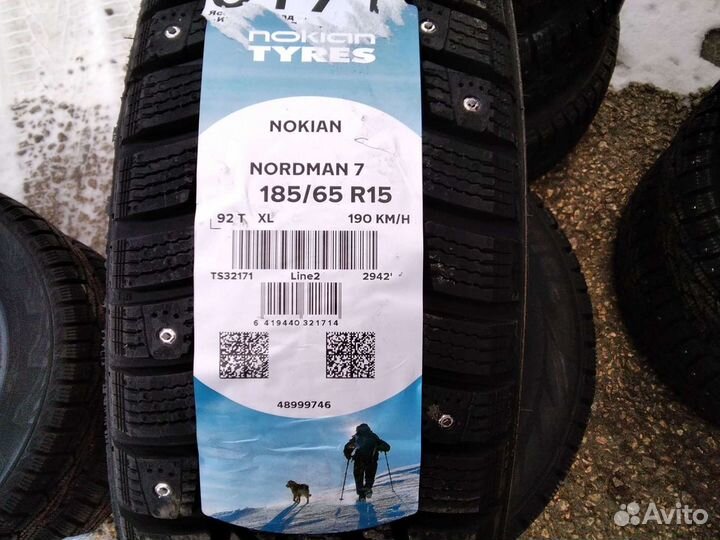 nokian
TYRES
NOKIAN
NORDMAN 7
185/65 R15
92 T XL 190 KM/H
TS32171 Line2 2942
6 419440 321714
48999746
Avito